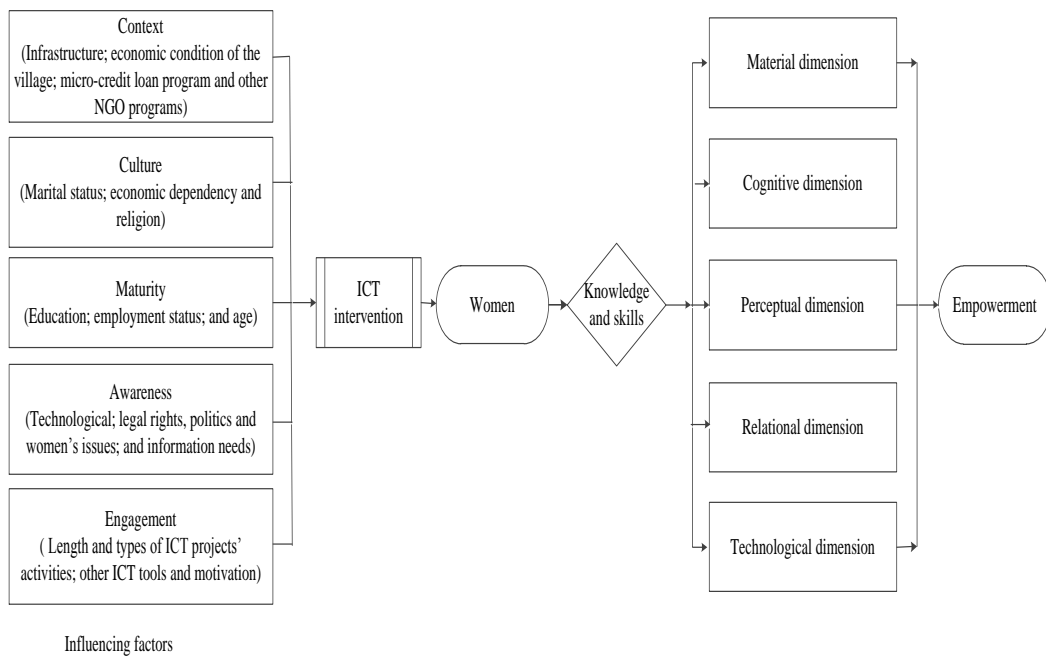 Context
(Infrastructure; economic condition of the
village; micro-credit loan program and other
NGO programs)
Culture
(Marital status; economic dependency and
religion)
Maturity
(Education; employment status; and age)
Awareness
(Technological; legal rights, politics and
women's issues; and information needs)
Engagement
( Length and types of ICT projects'
activities; other ICT tools and motivation)
Influencing factors
ICT
intervention
Women
Knowledge
and skills
Material dimension
Cognitive dimension
Perceptual dimension
Relational dimension
Technological dimension
Empowerment